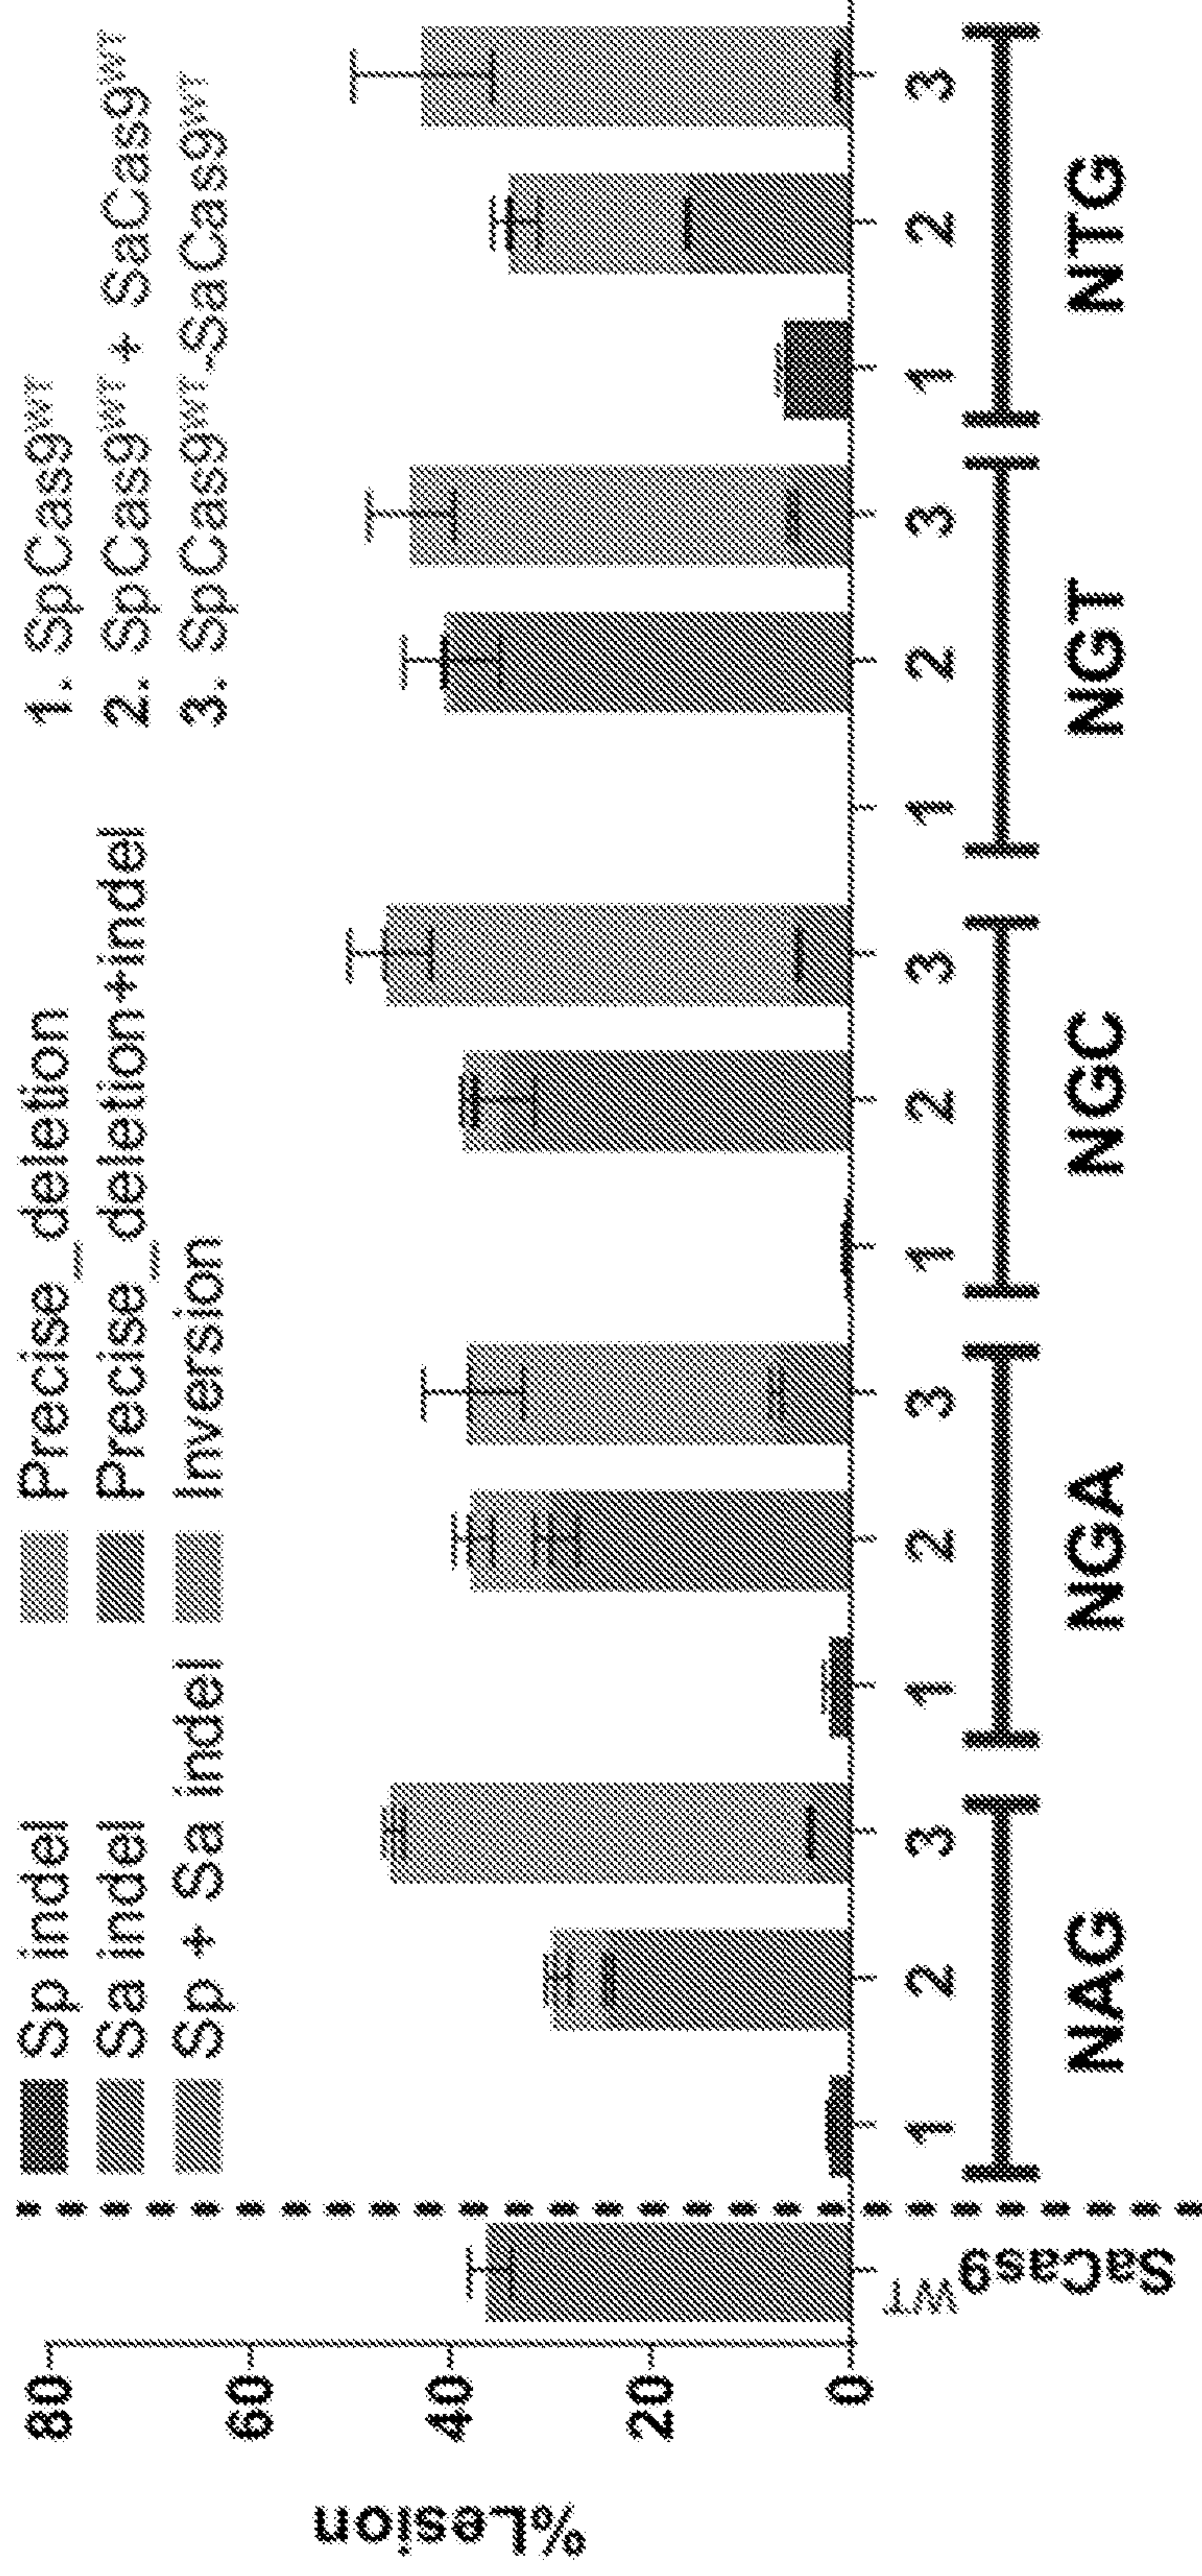 Sp indel
Sa indel
Sp + Sa indel
Precise_deletion
Precise_deletion+indel
Inversion
1. SpCas9WT
2. SpCas9WT + SaCas9WT
3. SpCas9WT-SaCas9WT
%Lesion
80
60
40
20
0
WT
SaCas9
1 2 3
1 2 3
1 2 3
1 2 3
1 2 3
NAG
NGA
NGC
NGT
NTG